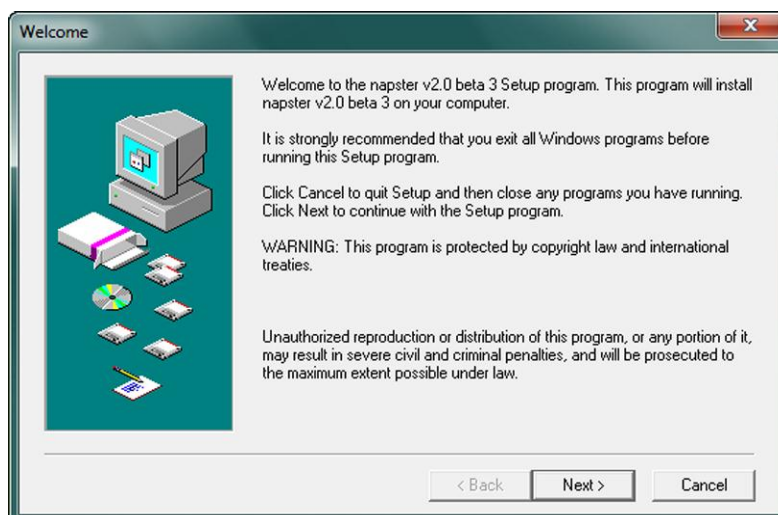 Welcome
Welcome to the napster v2.0 beta 3 Setup program. This program will install
napster v2.0 beta 3 on your computer.
It is strongly recommended that you exit all Windows programs before
running this Setup program.
Click Cancel to quit Setup and then close any programs you have running.
Click Next to continue with the Setup program.
WARNING: This program is protected by copyright law and international
treaties.
Unauthorized reproduction or distribution of this program, or any portion of it,
may result in severe civil and criminal penalties, and will be prosecuted to
the maximum extent possible under law.
< Back
Next >
Cancel